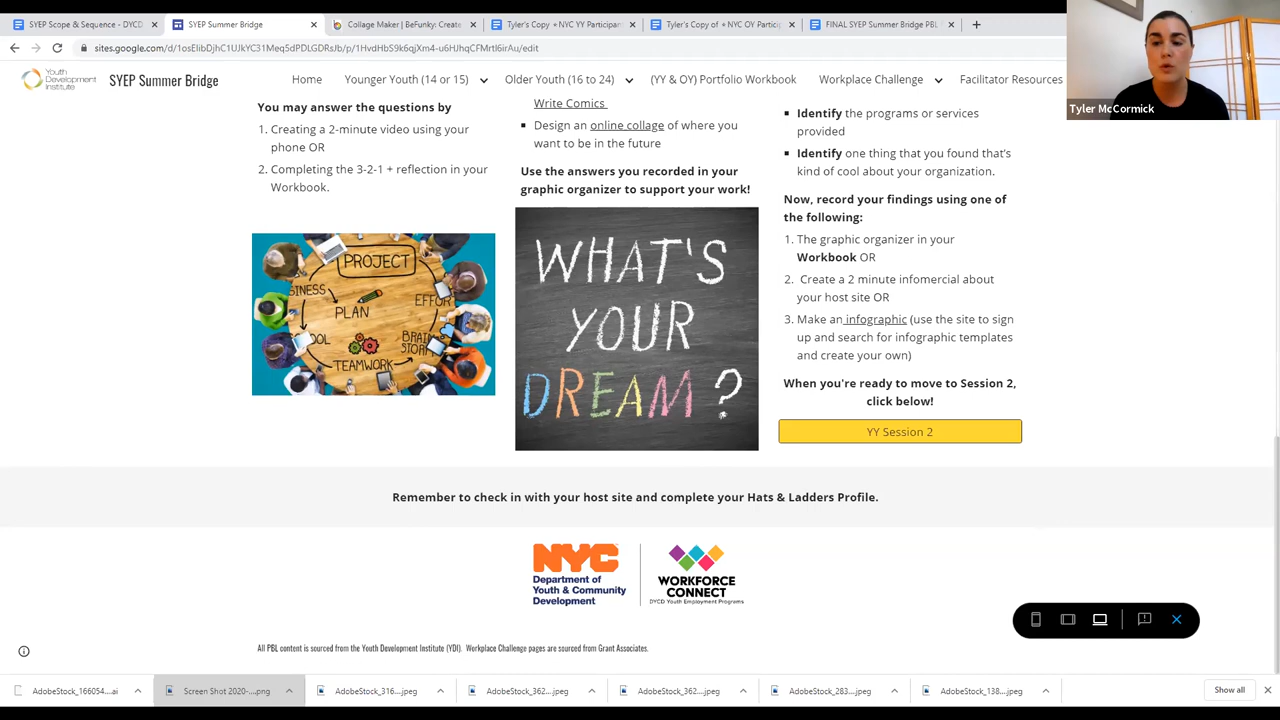 SYEP Scope & Sequence - DYCD
SYEP Summer Bridge
Collage Maker | BeFunky: Create
Tyler's Copy ★NYC YY Participan
Tyler's Copy of ★NYC OY Particip
FINAL SYEP Summer Bridge PBL P
sites.google.com/d/1osElibDjhC1UJkYC31Meq5dPDLGDRsJb/p/1HvdHbS9k6qjXm4-u6HJhqCFMrtl6irAu/edit
Youth
Development
Institute
SYEP Summer Bridge
Home
Younger Youth (14 or 15)
Older Youth (16 to 24)
(YY & OY) Portfolio Workbook
Workplace Challenge
Facilitator Resources
Tyler McCormick
You may answer the questions by
1. Creating a 2-minute video using your
phone OR
2. Completing the 3-2-1 + reflection in your
Workbook.
PROJECT
PLAN
EFFORT
TEAMWORK
Write Comics
Design an online collage of where you
want to be in the future
Use the answers you recorded in your
graphic organizer to support your work!
WHAT'S
YOUR
DREAM?
Identify the programs or services
provided
Identify one thing that you found that's
kind of cool about your organization.
Now, record your findings using one of
the following:
1. The graphic organizer in your
Workbook OR
2. Create a 2 minute infomercial about
your host site OR
3. Make an infographic (use the site to sign
up and search for infographic templates
and create your own)
When you're ready to move to Session 2,
click below!
YY Session 2
Remember to check in with your host site and complete your Hats & Ladders Profile.
NYC
Department of
Youth & Community
Development
WORKFORCE
CONNECT
DYCD Youth Employment Programs
All PBL content is sourced from the Youth Development Institute (YDI). Workplace Challenge pages are sourced from Grant Associates.
AdobeStock_166054....ai
Screen Shot 2020-....png
AdobeStock_316....jpeg
AdobeStock_362....jpeg
AdobeStock_362....jpeg
AdobeStock_283....jpeg
AdobeStock_138....jpeg
Show all